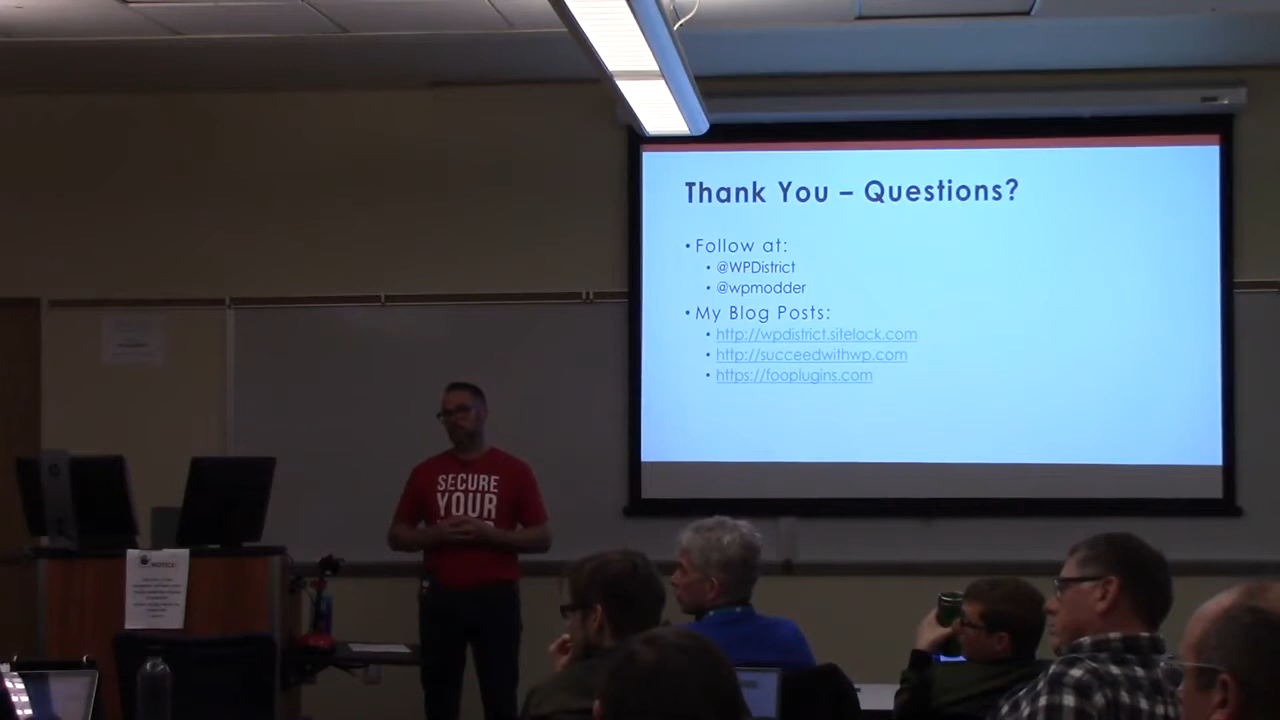 Thank You – Questions?
• Follow at:
• @WPDistrict
• @wpmodder
• My Blog Posts:
• http://wpdistrict.sitelock.com
• http://succeedwithwp.com
• https://fooplugins.com
SECURE
YOUR
NOTICE